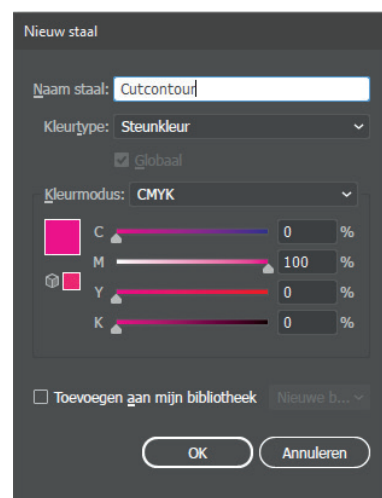 Nieuw staal
Naam staal: Cutcontour
Kleurtype: Steunkleur
Globaal
Kleurmodus: CMYK
C 0 %
M 100 %
Y 0 %
K 0 %
Toevoegen aan mijn bibliotheek Nieuwe b...
OK Annuleren